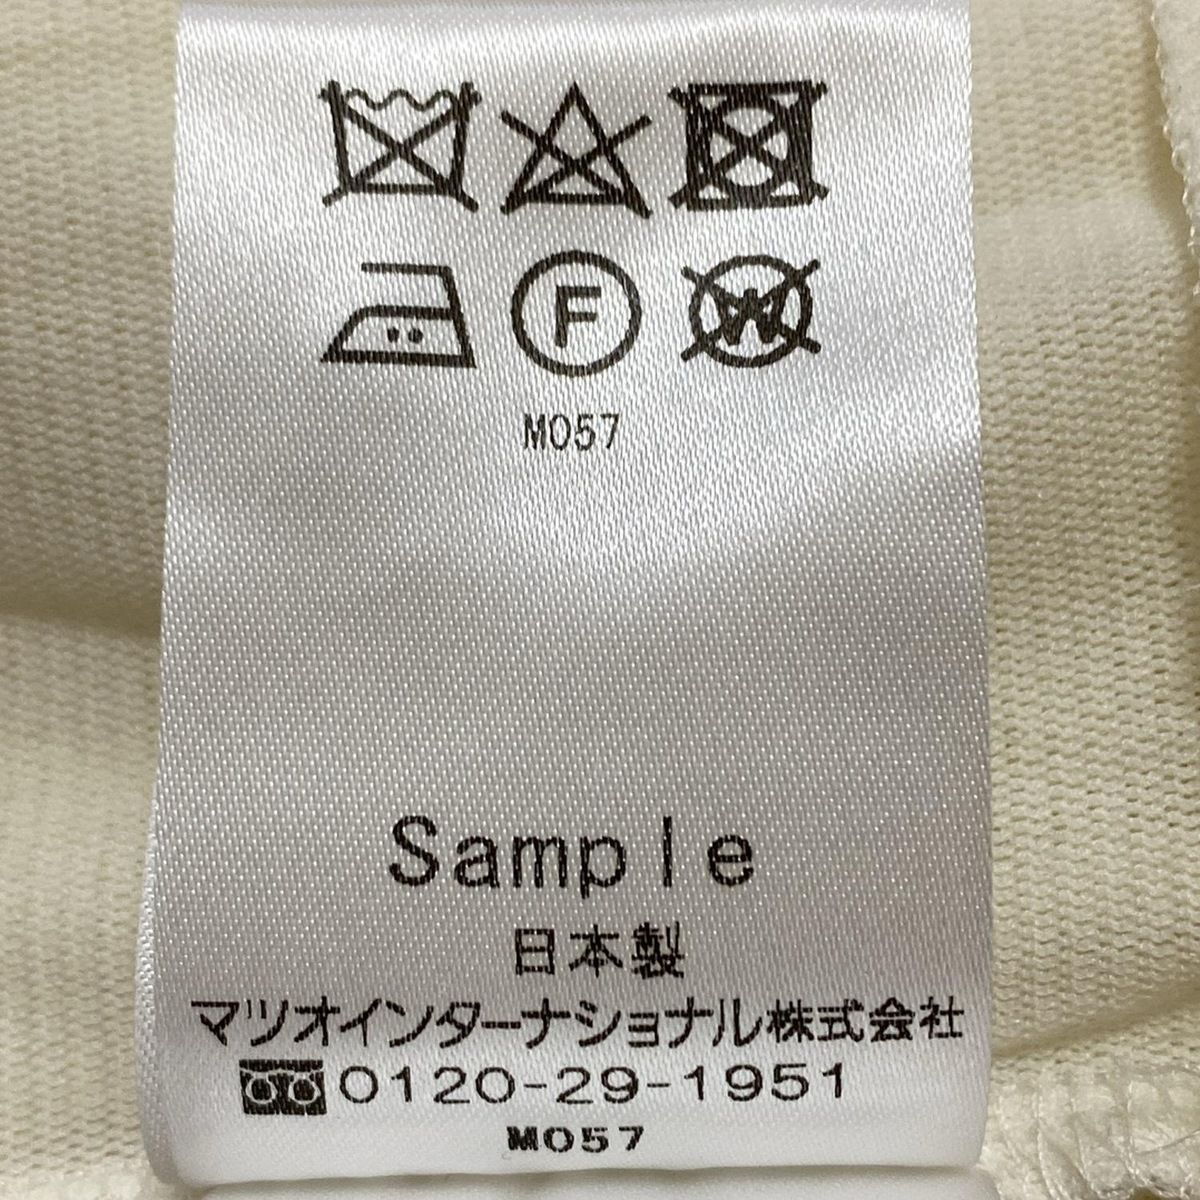 F W
M057
Sample
日本製
マツオインターナショナル株式会社
0120-29-1951
M057